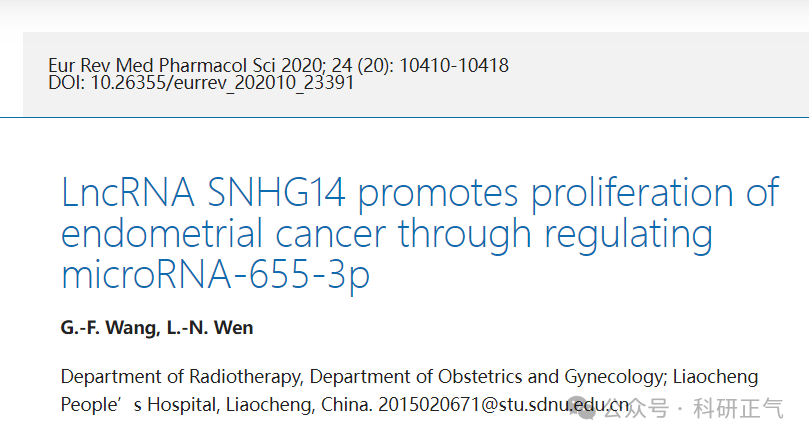 Eur Rev Med Pharmacol Sci 2020; 24 (20): 10410-10418
DOI: 10.26355/eurrev_202010_23391
LncRNA SNHG14 promotes proliferation of
endometrial cancer through regulating
microRNA-655-3p
G.-F. Wang, L.-N. Wen
Department of Radiotherapy, Department of Obstetrics and Gynecology; Liaocheng
People’s Hospital, Liaocheng, China. 2015020671@stu.sdnu.edu.cn
公众号 · 科研正气